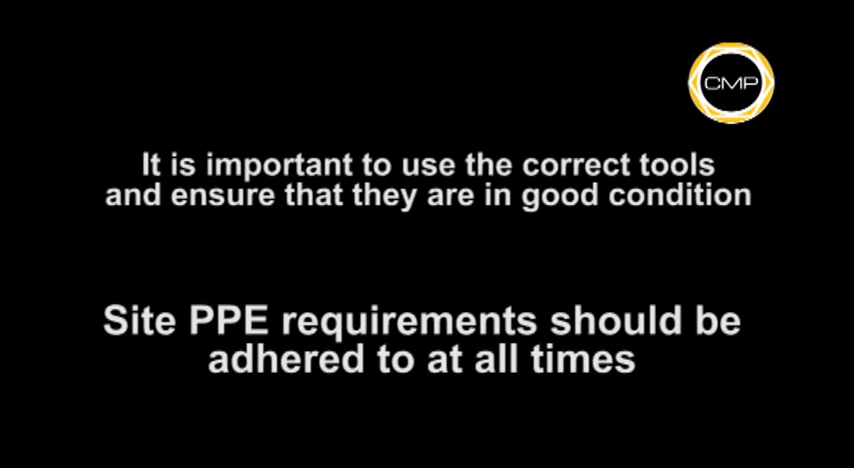 CMP
It is important to use the correct tools
and ensure that they are in good condition
Site PPE requirements should be
adhered to at all times